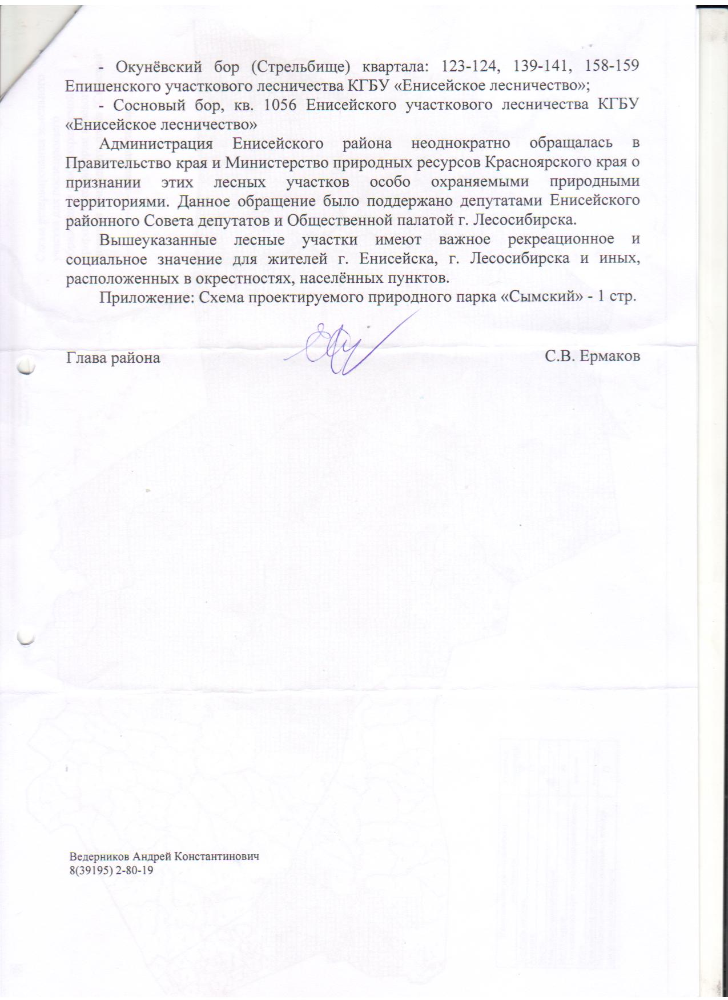 - Окунёвский бор (Стрельбище) квартала: 123-124, 139-141, 158-159
Епишенского участкового лесничества КГБУ «Енисейское лесничество»;
- Сосновый бор, кв. 1056 Енисейского участкового лесничества КГБУ
«Енисейское лесничество»
Администрация Енисейского района неоднократно обращалась в
Правительство края и Министерство природных ресурсов Красноярского края о
признании этих лесных участков особо охраняемыми природными
территориями. Данное обращение было поддержано депутатами Енисейского
районного Совета депутатов и Общественной палатой г. Лесосибирска.
Вышеуказанные лесные участки имеют важное рекреационное и
социальное значение для жителей г. Енисейска, г. Лесосибирска и иных,
расположенных в окрестностях, населённых пунктов.
Приложение: Схема проектируемого природного парка «Сымский» - 1 стр.
Глава района С.В. Ермаков
Ведерников Андрей Константинович
8(39195) 2-80-19